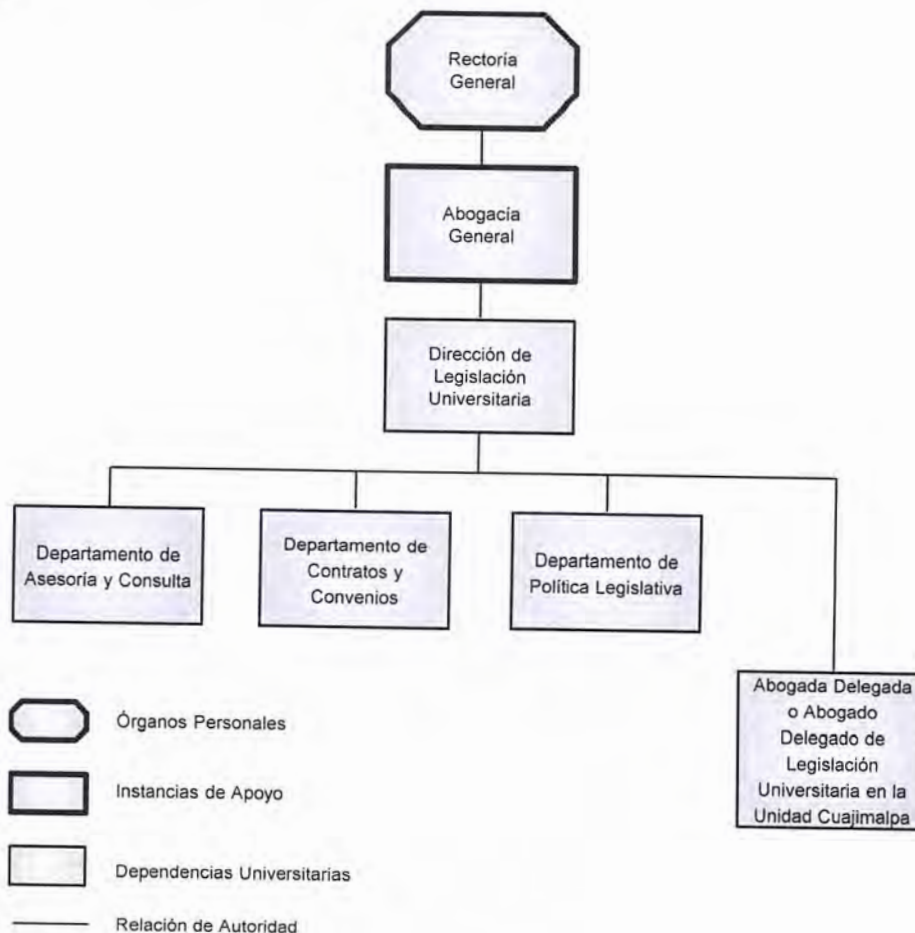 Rectoría
General
Abogacía
General
Dirección de
Legislación
Universitaria
Departamento de
Asesoría y Consulta
Departamento de
Contratos y
Convenios
Departamento de
Política Legislativa
Abogada Delegada
o Abogado
Delegado de
Legislación
Universitaria en la
Unidad Cuajimalpa
Órganos Personales
Instancias de Apoyo
Dependencias Universitarias
Relación de Autoridad